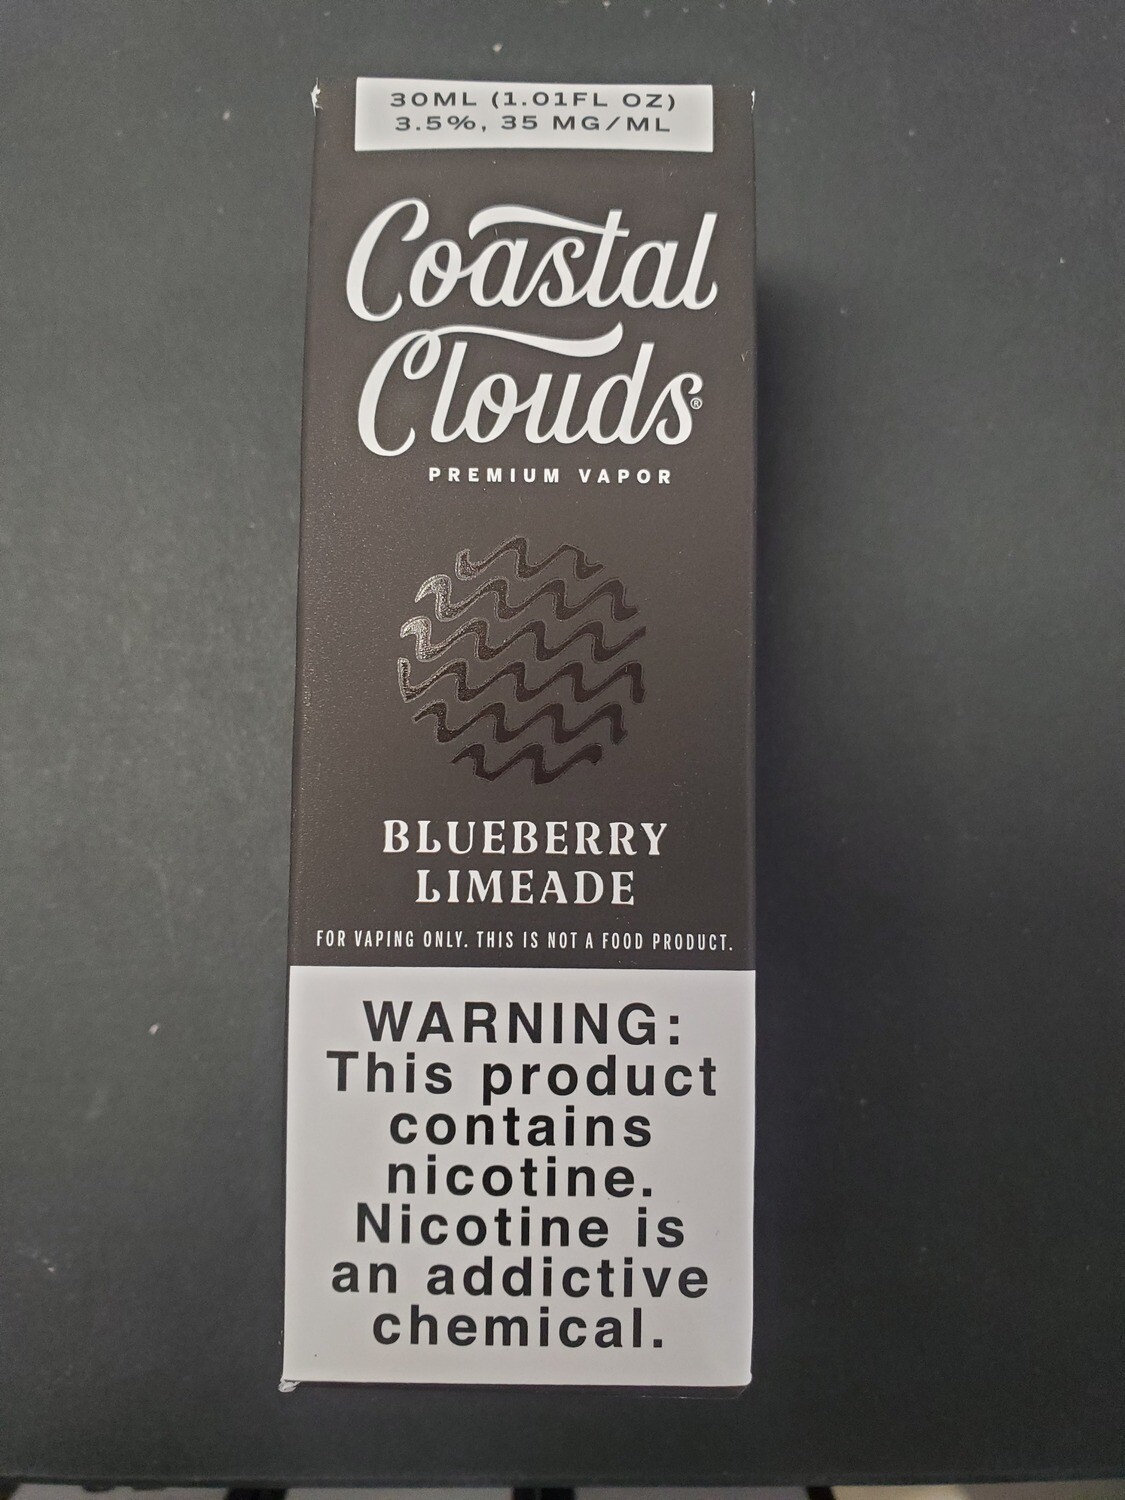 30ML (1.01FL OZ)
3.5%, 35 MG/ML
Coastal
Clouds®
PREMIUM VAPOR
BLUEBERRY
LIMEADE
FOR VAPING ONLY. THIS IS NOT A FOOD PRODUCT.
WARNING:
This product
contains
nicotine.
Nicotine is
an addictive
chemical.